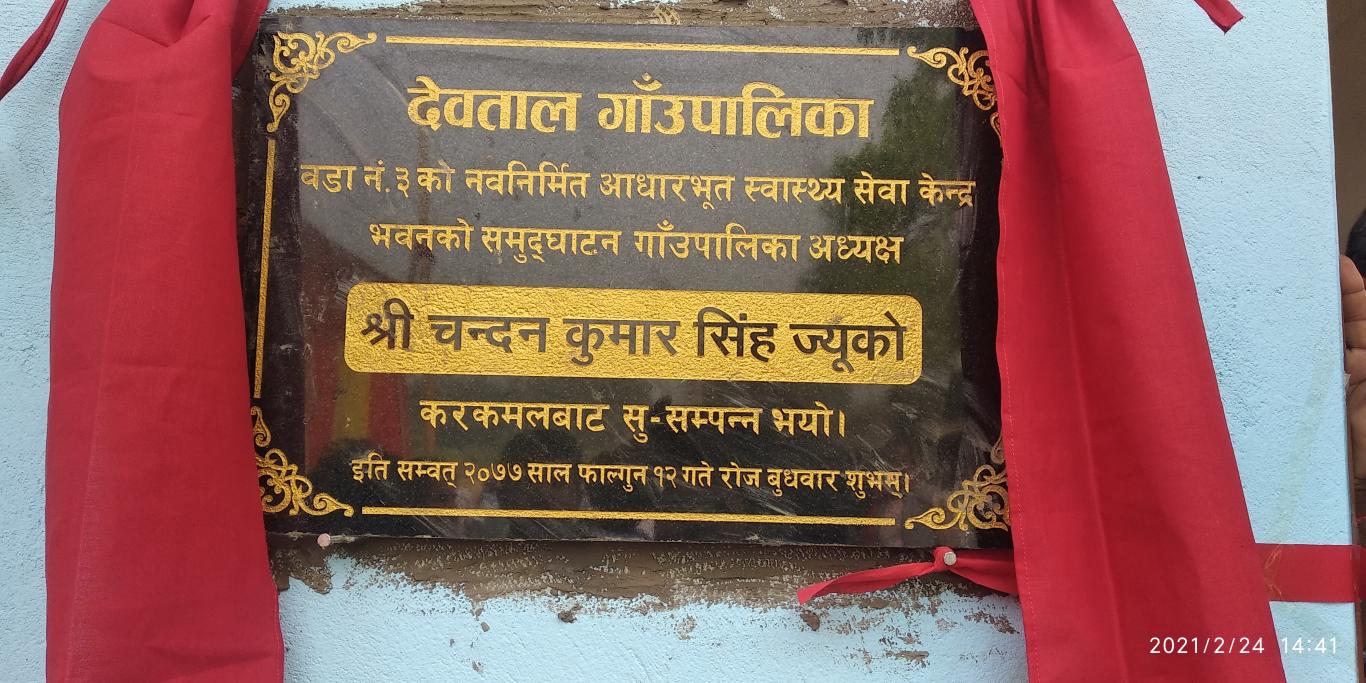 देवताल गाँउपालिका
वडा नं.३को नवनिर्मित आधारभूत स्वास्थ्य सेवा केन्द्र
भवनको समुद्घाटन गाँउपालिका अध्यक्ष
श्री चन्दन कुमार सिंह ज्यूको
करकमलबाट सु-सम्पन्न भयो।
इति सम्वत् २०७७ साल फाल्गुन १२ गते रोज बुधवार शुभम्।
2021/2/24 14:41